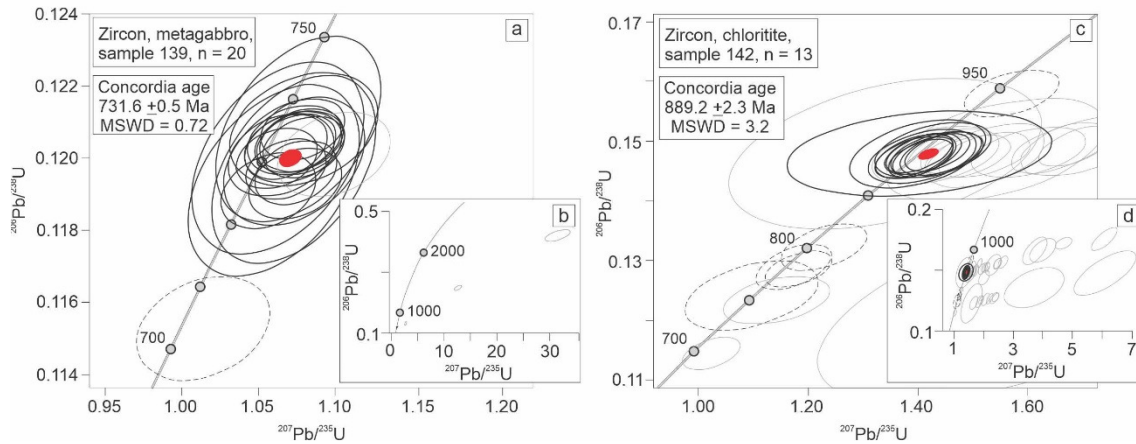 0.124
0.122
0.120
0.118
0.116
0.114
²⁰⁶Pb/²³⁸U
0.95
1.00
1.05
1.10
1.15
1.20
²⁰⁷Pb/²³⁵U
a
Zircon, metagabbro,
sample 139, n = 20
Concordia age
731.6 ±0.5 Ma
MSWD = 0.72
750
700
b
0.5
0.1
²⁰⁶Pb/²³⁸U
2000
1000
0
10
20
30
²⁰⁷Pb/²³⁵U
0.17
0.15
0.13
0.11
²⁰⁶Pb/²³⁸U
1.00
1.20
1.40
1.60
²⁰⁷Pb/²³⁵U
c
Zircon, chloritite,
sample 142, n = 13
Concordia age
889.2 ±2.3 Ma
MSWD = 3.2
950
800
700
d
0.2
0.1
²⁰⁶Pb/²³⁸U
1000
1
2
3
4
5
6
7
²⁰⁷Pb/²³⁵U